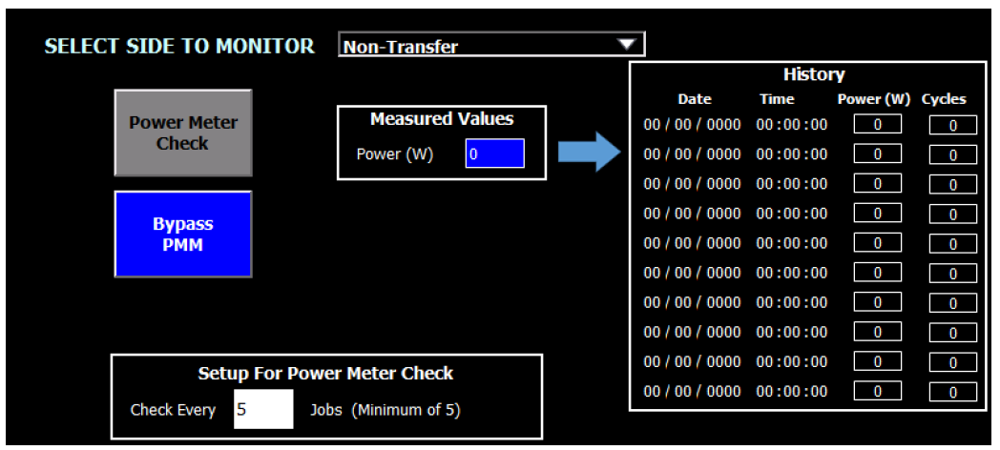 SELECT SIDE TO MONITOR Non-Transfer
Power Meter
Check
Bypass
PMM
Measured Values
Power (W) 0
History
Date Time Power (W) Cycles
00 / 00 / 0000 00:00:00 0 0
00 / 00 / 0000 00:00:00 0 0
00 / 00 / 0000 00:00:00 0 0
00 / 00 / 0000 00:00:00 0 0
00 / 00 / 0000 00:00:00 0 0
00 / 00 / 0000 00:00:00 0 0
00 / 00 / 0000 00:00:00 0 0
00 / 00 / 0000 00:00:00 0 0
00 / 00 / 0000 00:00:00 0 0
00 / 00 / 0000 00:00:00 0 0
Setup For Power Meter Check
Check Every 5 Jobs (Minimum of 5)